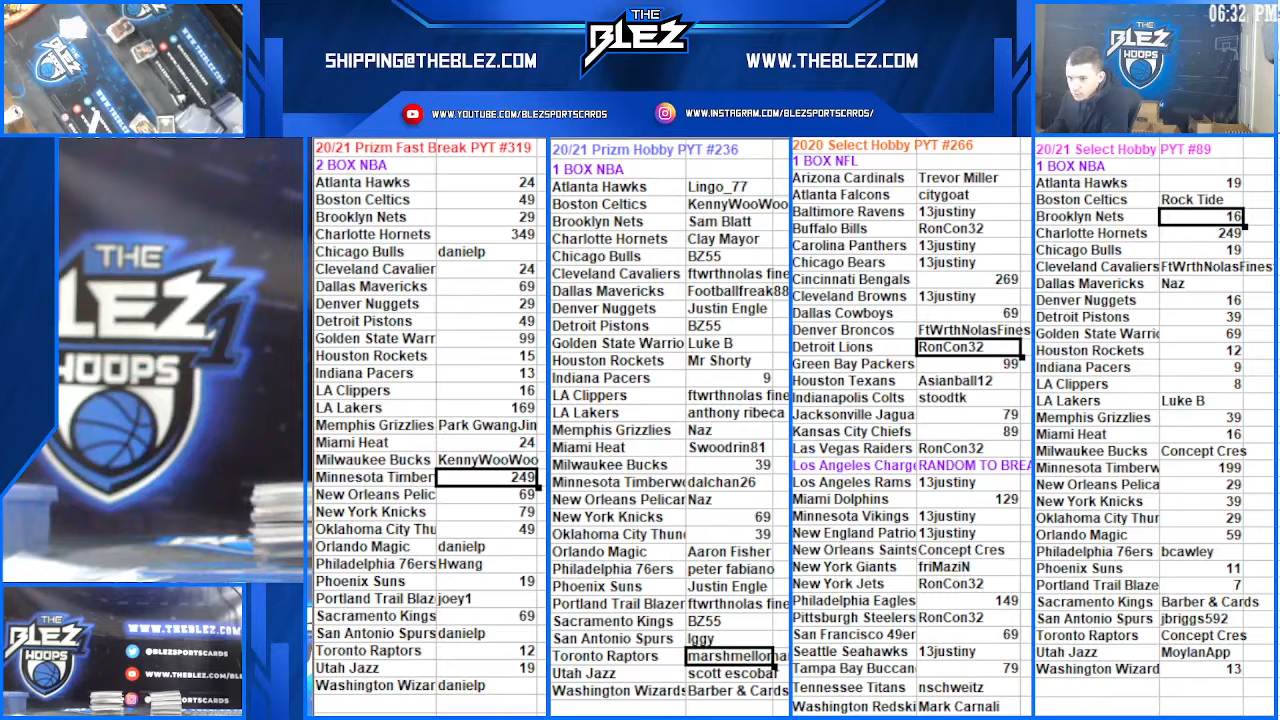 06:32 PM
THE
BLEZ
SHIPPING@THEBLEZ.COM
WWW.THEBLEZ.COM
WWW.YOUTUBE.COM/BLEZSPORTSCARDS
WWW.INSTAGRAM.COM/BLEZSPORTSCARDS/
THE
BLEZ
HOOPS
20/21 Prizm Fast Break PYT #319
2 BOX NBA
Atlanta Hawks 24
Boston Celtics 49
Brooklyn Nets 29
Charlotte Hornets 349
Chicago Bulls danielp
Cleveland Cavalier 24
Dallas Mavericks 69
Denver Nuggets 29
Detroit Pistons 49
Golden State Warr 99
Houston Rockets 15
Indiana Pacers 13
LA Clippers 16
LA Lakers 169
Memphis Grizzlies Park GwangJin
Miami Heat 24
Milwaukee Bucks KennyWooWoo
Minnesota Timber 249
New Orleans Pelic 69
New York Knicks 79
Oklahoma City Thu 49
Orlando Magic danielp
Philadelphia 76ers Hwang
Phoenix Suns 19
Portland Trail Blaz joey1
Sacramento Kings 69
San Antonio Spurs danielp
Toronto Raptors 12
Utah Jazz 19
Washington Wizar danielp
20/21 Prizm Hobby PYT #236
1 BOX NBA
Atlanta Hawks Lingo_77
Boston Celtics KennyWooWoo
Brooklyn Nets Sam Blatt
Charlotte Hornets Clay Mayor
Chicago Bulls BZ55
Cleveland Cavaliers ftwrthnolas fine
Dallas Mavericks Footballfreak88
Denver Nuggets Justin Engle
Detroit Pistons BZ55
Golden State Warrio Luke B
Houston Rockets Mr Shorty
Indiana Pacers 9
LA Clippers ftwrthnolas fine
LA Lakers anthony ribeca
Memphis Grizzlies Naz
Miami Heat Swoodrin81
Milwaukee Bucks 39
Minnesota Timberwo dalchan26
New Orleans Pelican Naz
New York Knicks 69
Oklahoma City Thund 39
Orlando Magic Aaron Fisher
Philadelphia 76ers peter fabiano
Phoenix Suns Justin Engle
Portland Trail Blazer ftwrthnolas fine
Sacramento Kings BZ55
San Antonio Spurs Iggy
Toronto Raptors marshmelloma
Utah Jazz scott escobar
Washington Wizards Barber & Cards
2020 Select Hobby PYT #266
1 BOX NFL
Arizona Cardinals Trevor Miller
Atlanta Falcons citygoat
Baltimore Ravens 13justiny
Buffalo Bills RonCon32
Carolina Panthers 13justiny
Chicago Bears 13justiny
Cincinnati Bengals 269
Cleveland Browns 13justiny
Dallas Cowboys 69
Denver Broncos FtWrthNolasFines
Detroit Lions RonCon32
Green Bay Packers 99
Houston Texans Asianball12
Indianapolis Colts stoodtk
Jacksonville Jagua 79
Kansas City Chiefs 89
Las Vegas Raiders RonCon32
Los Angeles Charge RANDOM TO BREA
Los Angeles Rams 13justiny
Miami Dolphins 129
Minnesota Vikings 13justiny
New England Patrio 13justiny
New Orleans Saints Concept Cres
New York Giants friMaziN
New York Jets RonCon32
Philadelphia Eagles 149
Pittsburgh Steelers RonCon32
San Francisco 49er 69
Seattle Seahawks 13justiny
Tampa Bay Buccan 79
Tennessee Titans nschweitz
Washington Redski Mark Carnali
20/21 Select Hobby PYT #89
1 BOX NBA
Atlanta Hawks 19
Boston Celtics Rock Tide
Brooklyn Nets 16
Charlotte Hornets 249
Chicago Bulls 19
Cleveland Cavaliers FtWrthNolasFines
Dallas Mavericks Naz
Denver Nuggets 16
Detroit Pistons 39
Golden State Warrio 69
Houston Rockets 12
Indiana Pacers 9
LA Clippers 8
LA Lakers Luke B
Memphis Grizzlies 39
Miami Heat 16
Milwaukee Bucks Concept Cres
Minnesota Timberwo 199
New Orleans Pelica 29
New York Knicks 39
Oklahoma City Thur 29
Orlando Magic 59
Philadelphia 76ers bcawley
Phoenix Suns 11
Portland Trail Blaze 7
Sacramento Kings Barber & Cards
San Antonio Spurs jbriggs592
Toronto Raptors Concept Cres
Utah Jazz MoylanApp
Washington Wizard 13
THE
BLEZ
HOOPS
THE
BLEZ
HOOPS
WWW.THEBLEZ.COM
@BLEZSPORTSCARDS